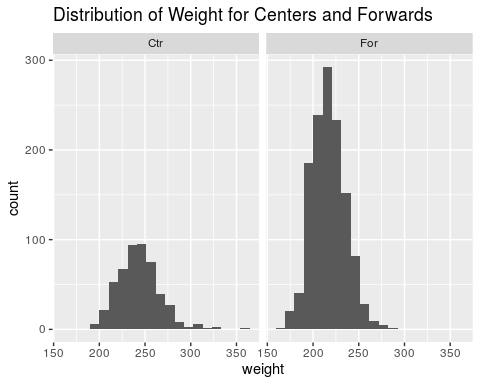 Distribution of Weight for Centers and Forwards
Ctr
For
300
200
100
0
count
150 200 250 300 350 150 200 250 300 350
weight